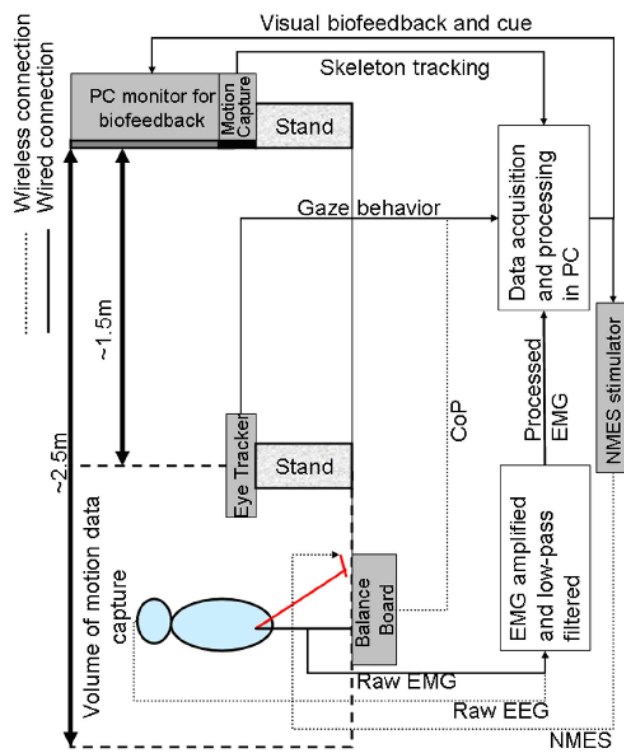 Visual biofeedback and cue
Skeleton tracking
PC monitor for
biofeedback
Motion
Capture
Stand
Wireless connection
Wired connection
Gaze behavior
Data acquisition
and processing
in PC
~1.5m
~2.5m
Eye Tracker
Stand
CoP
Processed
EMG
NMES stimulator
Volume of motion data
capture
Balance
Board
EMG amplified
and low-pass
filtered
Raw EMG
Raw EEG
NMES